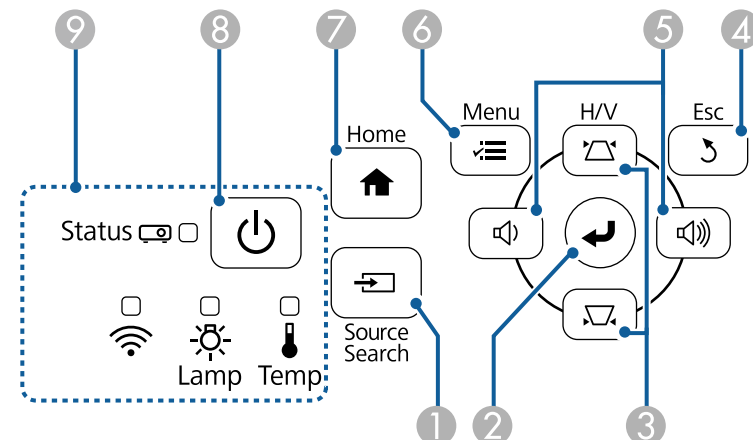 9 8 7 6 5 4
Menu H/V Esc
Home
Status
Source
Search
Lamp Temp
1 2 3